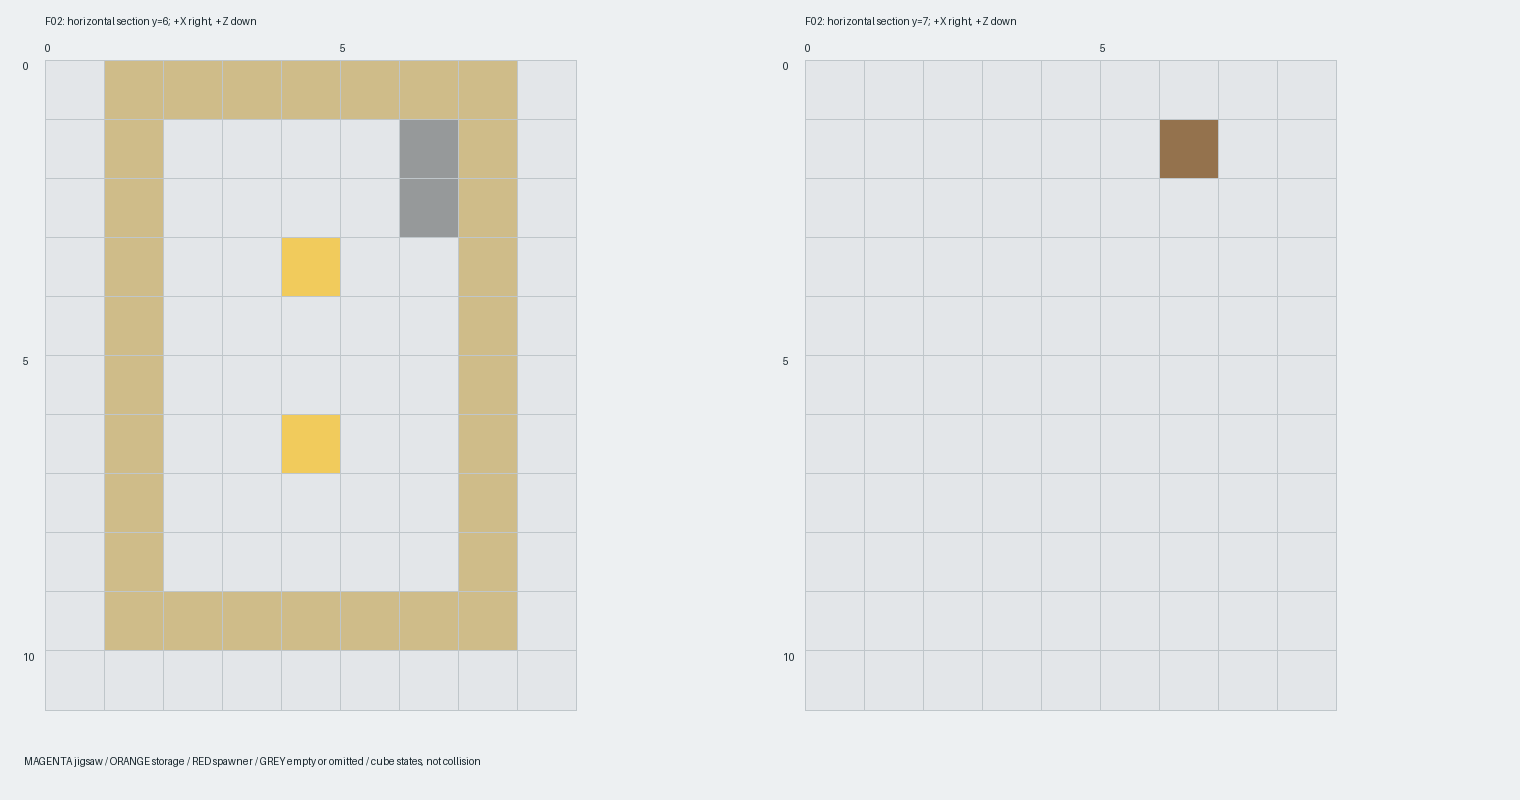 F02: horizontal section y=6; +X right, +Z down
F02: horizontal section y=7; +X right, +Z down
0 5
0 5
0
0
5
5
10
10
MAGENTA jigsaw / ORANGE storage / RED spawner / GREY empty or omitted / cube states, not collision